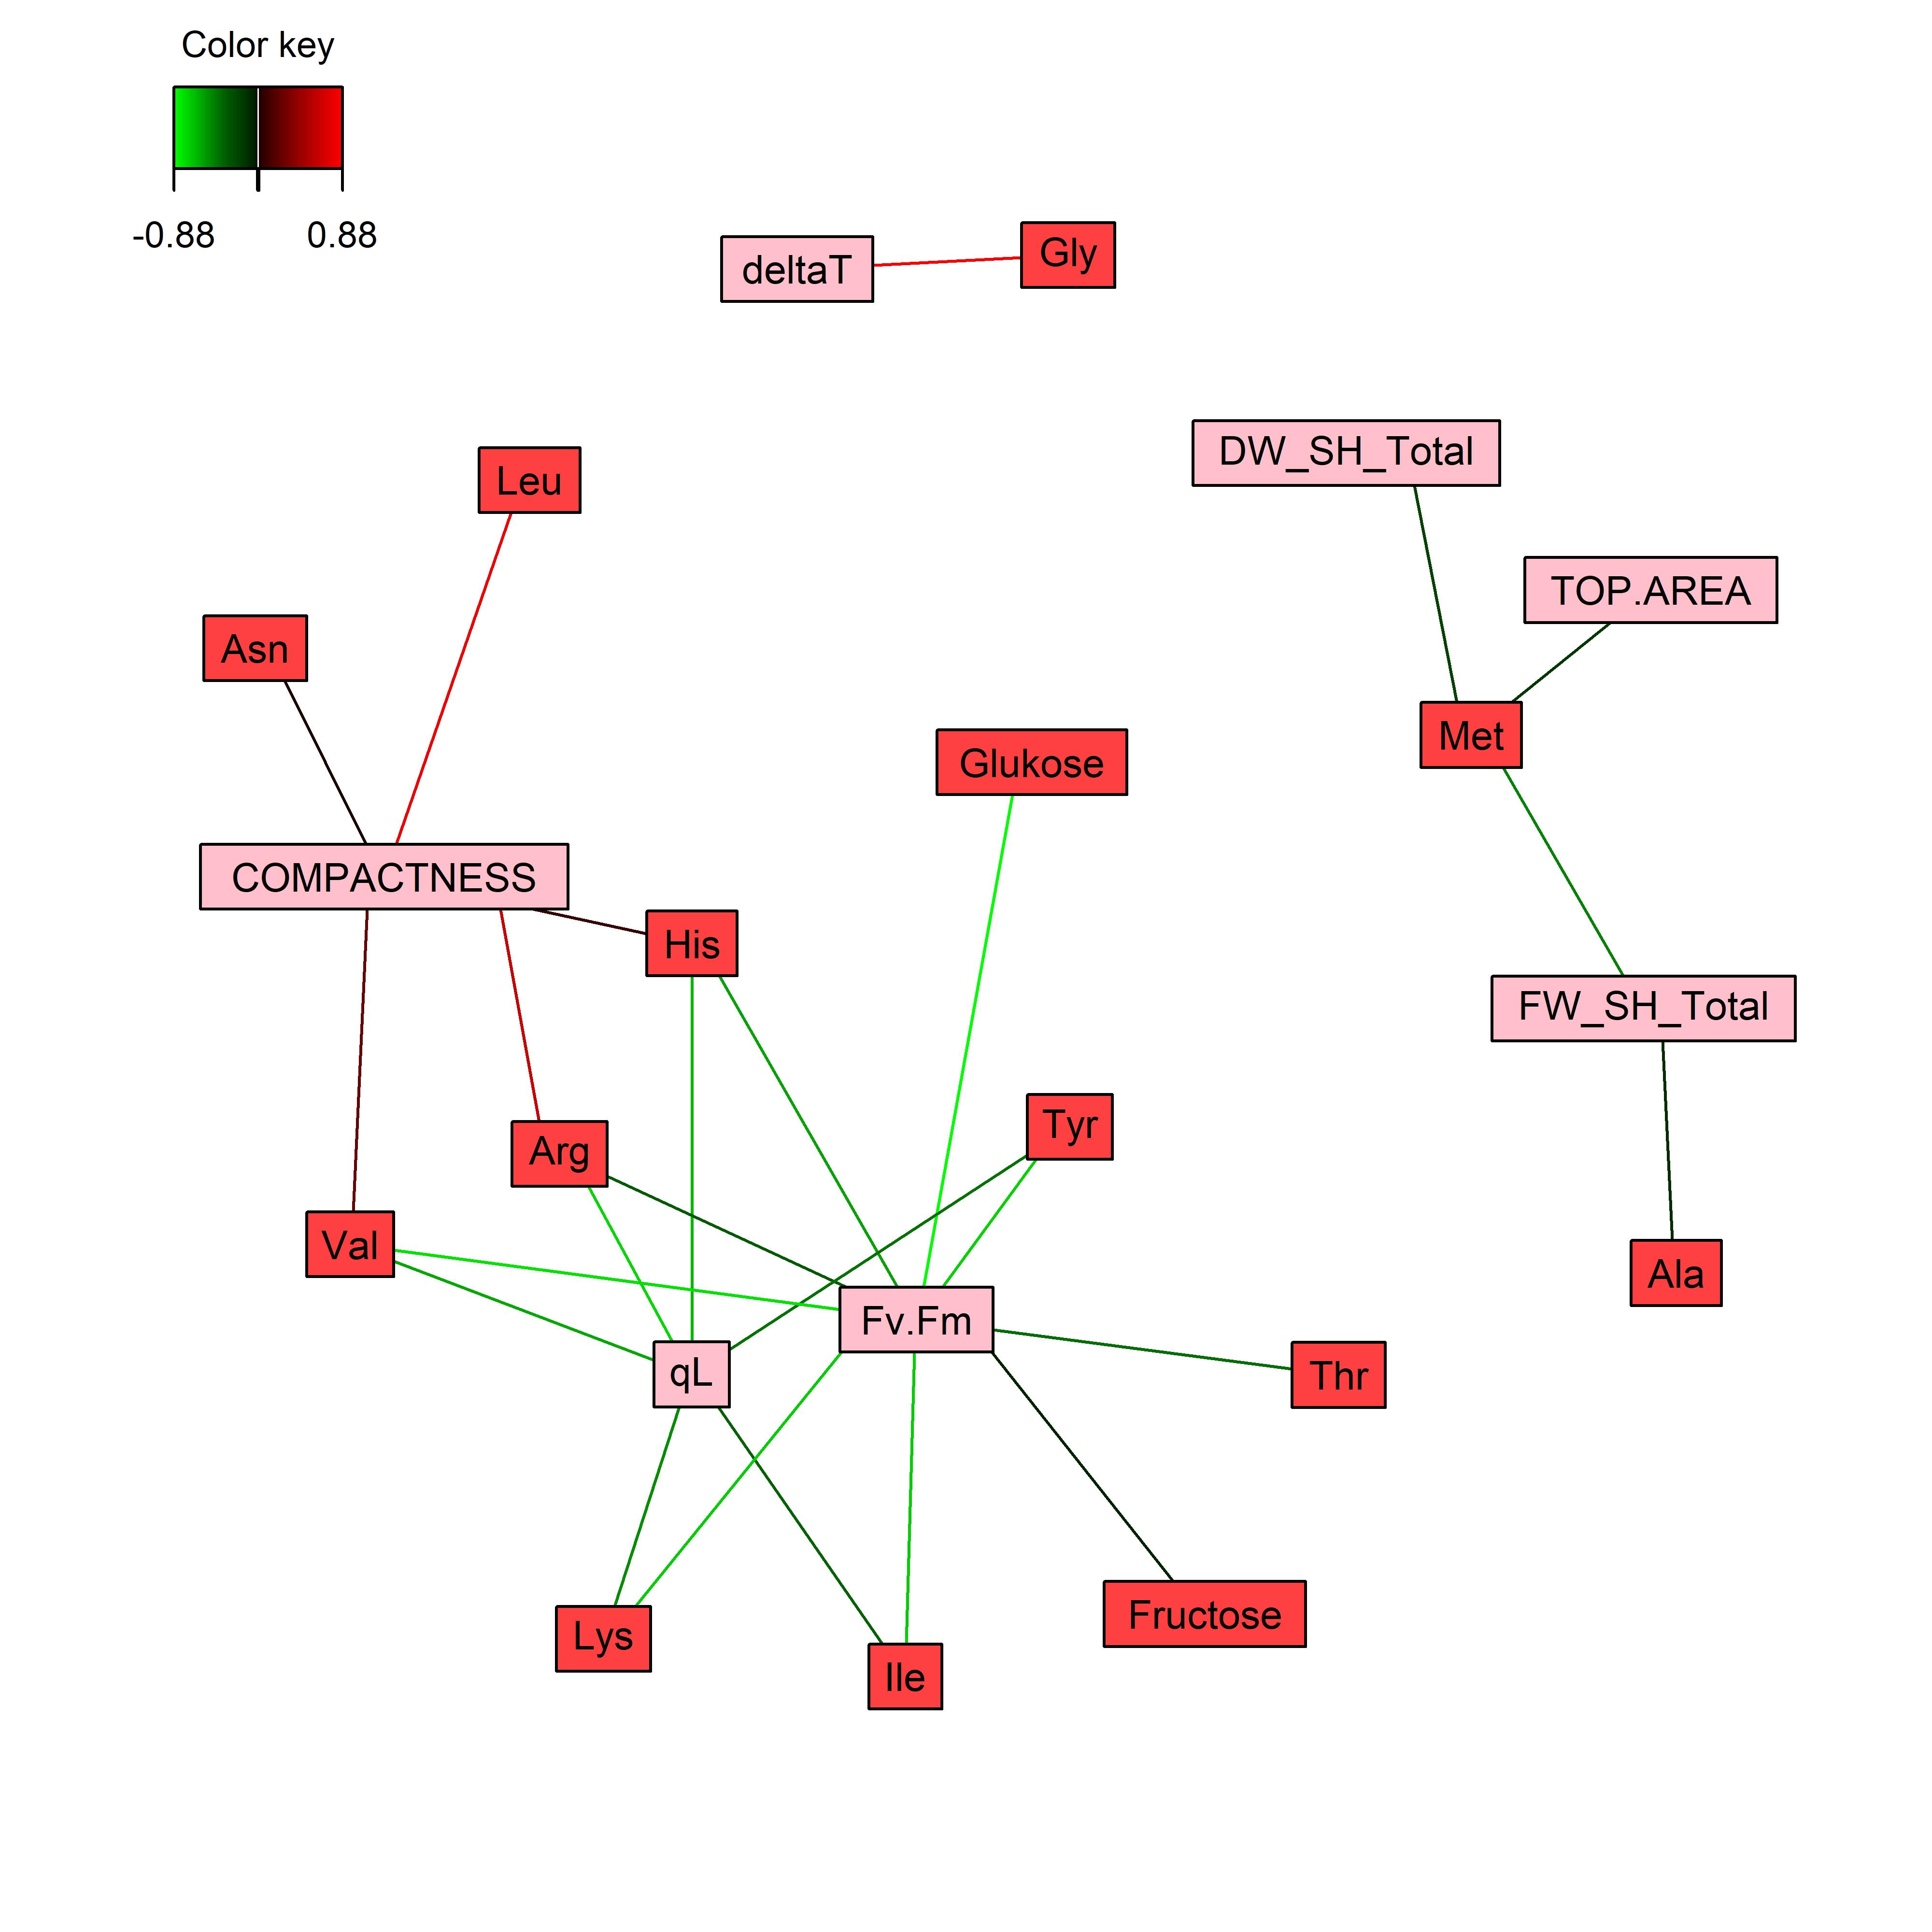 Color key
-0.88 0.88
deltaT
Gly
DW_SH_Total
Leu
TOP.AREA
Asn
Met
Glukose
COMPACTNESS
His
FW_SH_Total
Tyr
Arg
Val
Ala
Fv.Fm
qL
Thr
Fructose
Lys
Ile